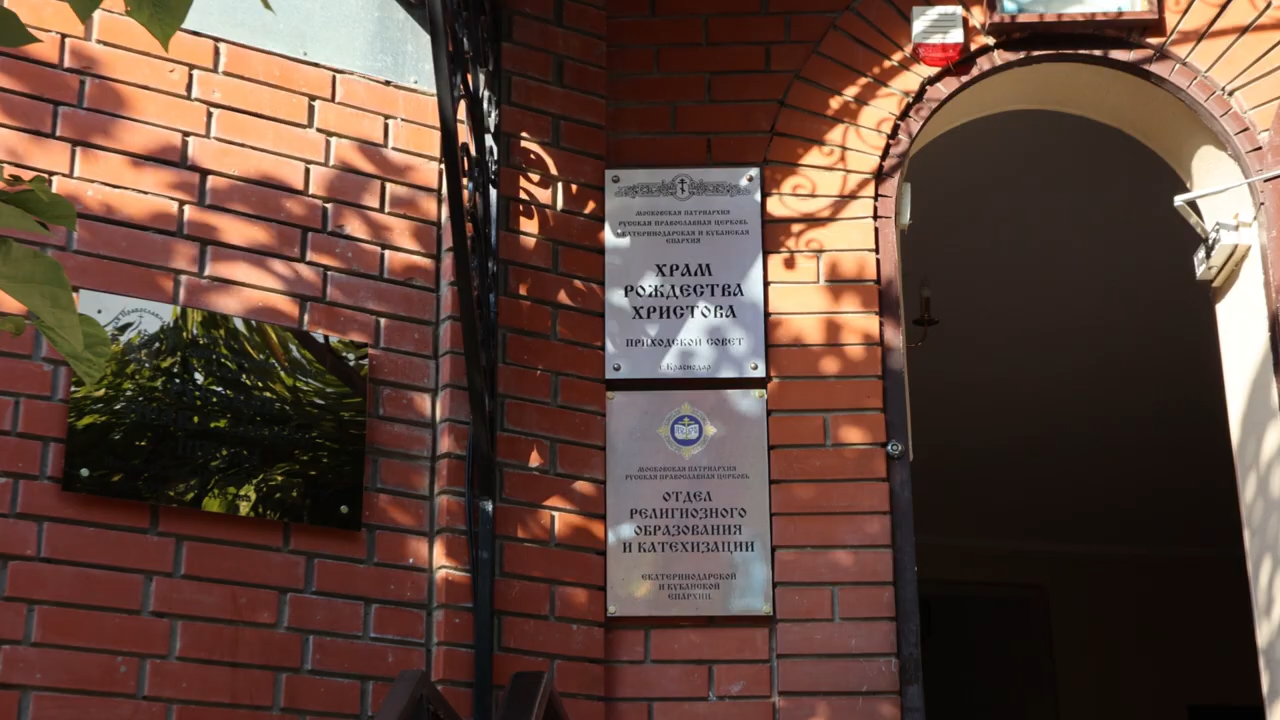 МОСКОВСКАЯ ПАТРИАРХИЯ
РУССКАЯ ПРАВОСЛАВНАЯ ЦЕРКОВЬ
ЕКАТЕРИНОДАРСКАЯ И КУБАНСКАЯ
ЕПАРХИЯ
ХРАМ
РОЖДЕСТВА
ХРИСТОВА
ПРИХОДСКОЙ СОВЕТ
г. Краснодар
МОСКОВСКАЯ ПАТРИАРХИЯ
РУССКАЯ ПРАВОСЛАВНАЯ ЦЕРКОВЬ
ОТДЕЛ
РЕЛИГИОЗНОГО
ОБРАЗОВАНИЯ
И КАТЕХИЗАЦИИ
ЕКАТЕРИНОДАРСКОЙ
И КУБАНСКОЙ
ЕПАРХИИ